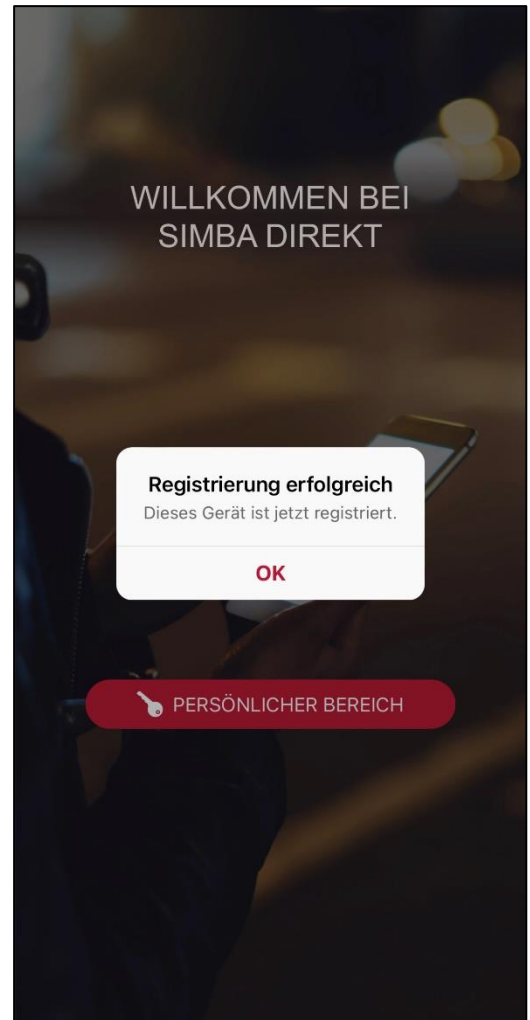 WILLKOMMEN BEI
SIMBA DIREKT
Registrierung erfolgreich
Dieses Gerät ist jetzt registriert.
OK
PERSÖNLICHER BEREICH